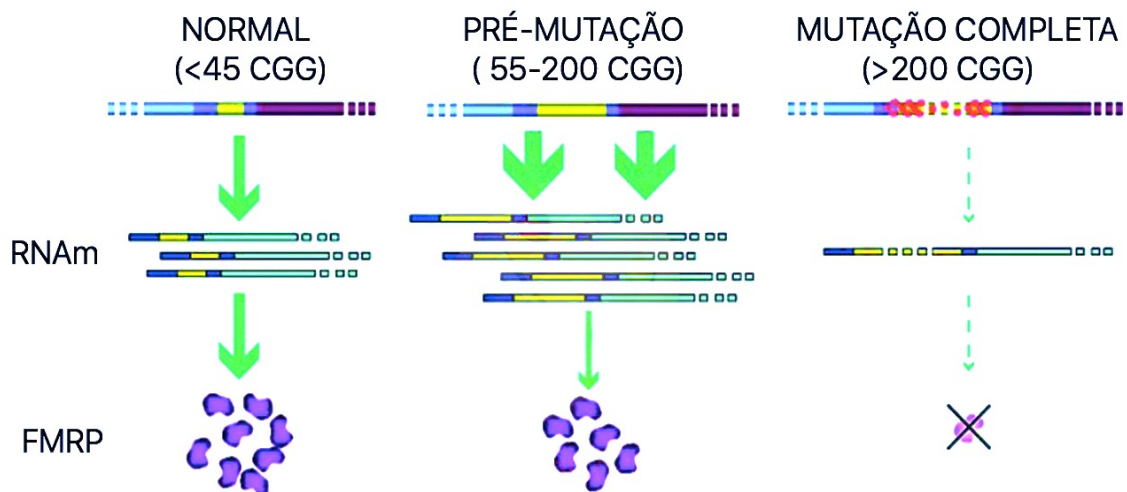 NORMAL
(<45 CGG)
PRÉ-MUTAÇÃO
( 55-200 CGG)
MUTAÇÃO COMPLETA
(>200 CGG)
RNAm
FMRP